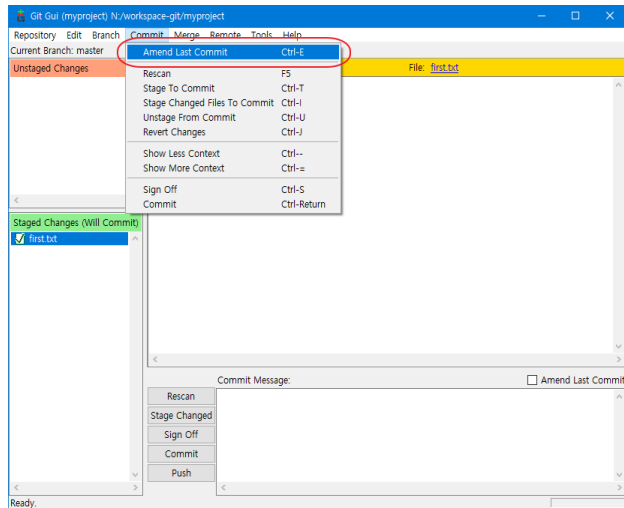 Git Gui (myproject) N:/workspace-git/myproject
Repository Edit Branch Commit Merge Remote Tools Help
Current Branch: master
Unstaged Changes
File: first.txt
Amend Last Commit Ctrl-E
Rescan F5
Stage To Commit Ctrl-T
Stage Changed Files To Commit Ctrl-I
Unstage From Commit Ctrl-U
Revert Changes Ctrl-J
Show Less Context Ctrl--
Show More Context Ctrl-=
Sign Off Ctrl-S
Commit Ctrl-Return
Staged Changes (Will Commit)
first.txt
Commit Message:
Amend Last Commit
Rescan
Stage Changed
Sign Off
Commit
Push
Ready.